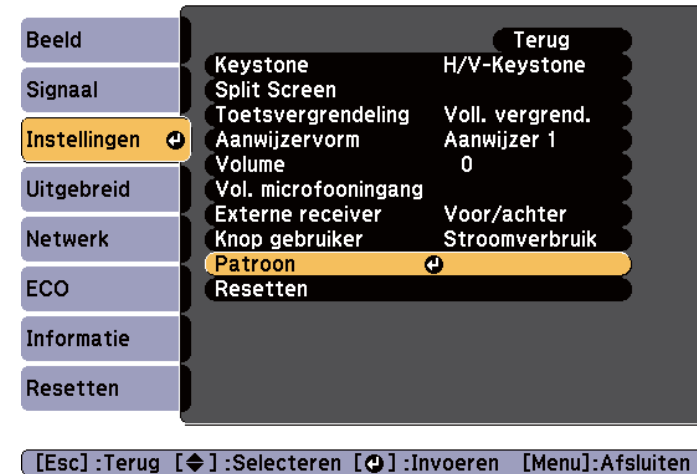 Beeld
Signaal
Instellingen
Uitgebreid
Netwerk
ECO
Informatie
Resetten
Terug
Keystone H/V-Keystone
Split Screen
Toetsvergrendeling Voll. vergrend.
Aanwijzervorm Aanwijzer 1
Volume 0
Vol. microfooningang
Externe receiver Voor/achter
Knop gebruiker Stroomverbruik
Patroon
Resetten
[Esc] :Terug [◆] :Selecteren [↵] :Invoeren [Menu]:Afsluiten